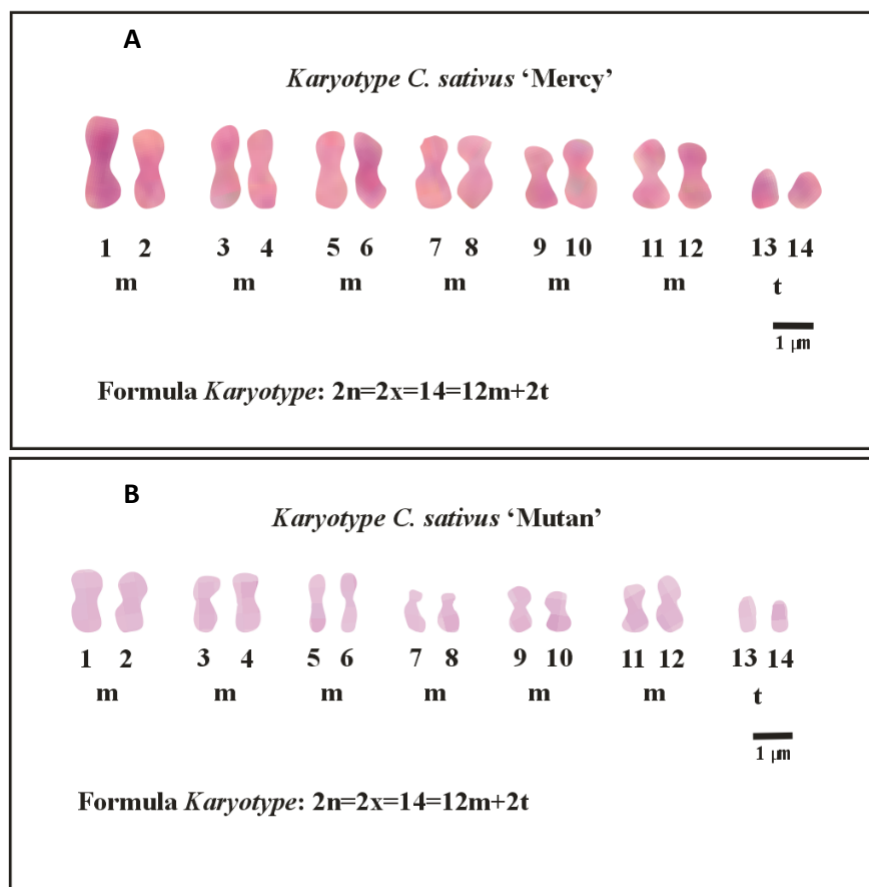 A
Karyotype C. sativus ‘Mercy’
1 2 3 4 5 6 7 8 9 10 11 12 13 14
m m m m m m t
1 µm
Formula Karyotype: 2n=2x=14=12m+2t
B
Karyotype C. sativus ‘Mutan’
1 2 3 4 5 6 7 8 9 10 11 12 13 14
m m m m m m t
1 µm
Formula Karyotype: 2n=2x=14=12m+2t